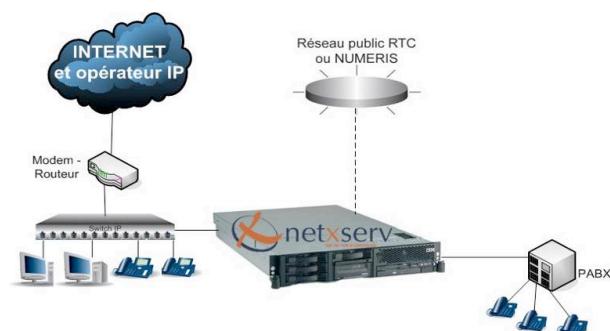 INTERNET
et opérateur IP
Réseau public RTC
ou NUMERIS
Modem -
Routeur
Switch IP
netxserv
IBM
PABX